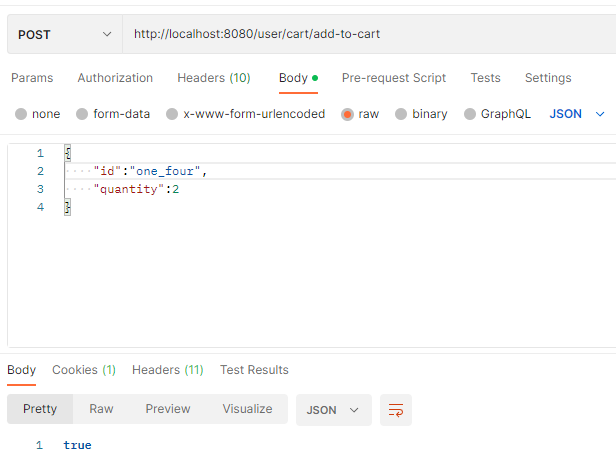 POST http://localhost:8080/user/cart/add-to-cart
Params Authorization Headers (10) Body Pre-request Script Tests Settings
none form-data x-www-form-urlencoded raw binary GraphQL JSON
1 {
2 "id":"one_four",
3 "quantity":2
4 }
Body Cookies (1) Headers (11) Test Results
Pretty Raw Preview Visualize JSON
1 true